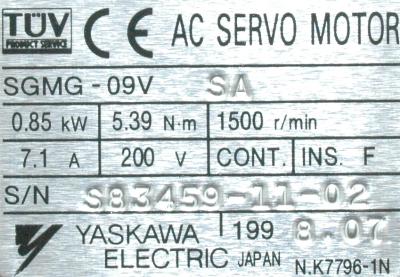 TÜV
PRODUCT SERVICE
CE AC SERVO MOTOR
SGMG - 09V SA
0.85 kW 5.39 N·m 1500 r/min
7.1 A 200 V CONT. INS. F
S/N S83459-11-02
YASKAWA 199 8.07
ELECTRIC JAPAN N.K7796-1N